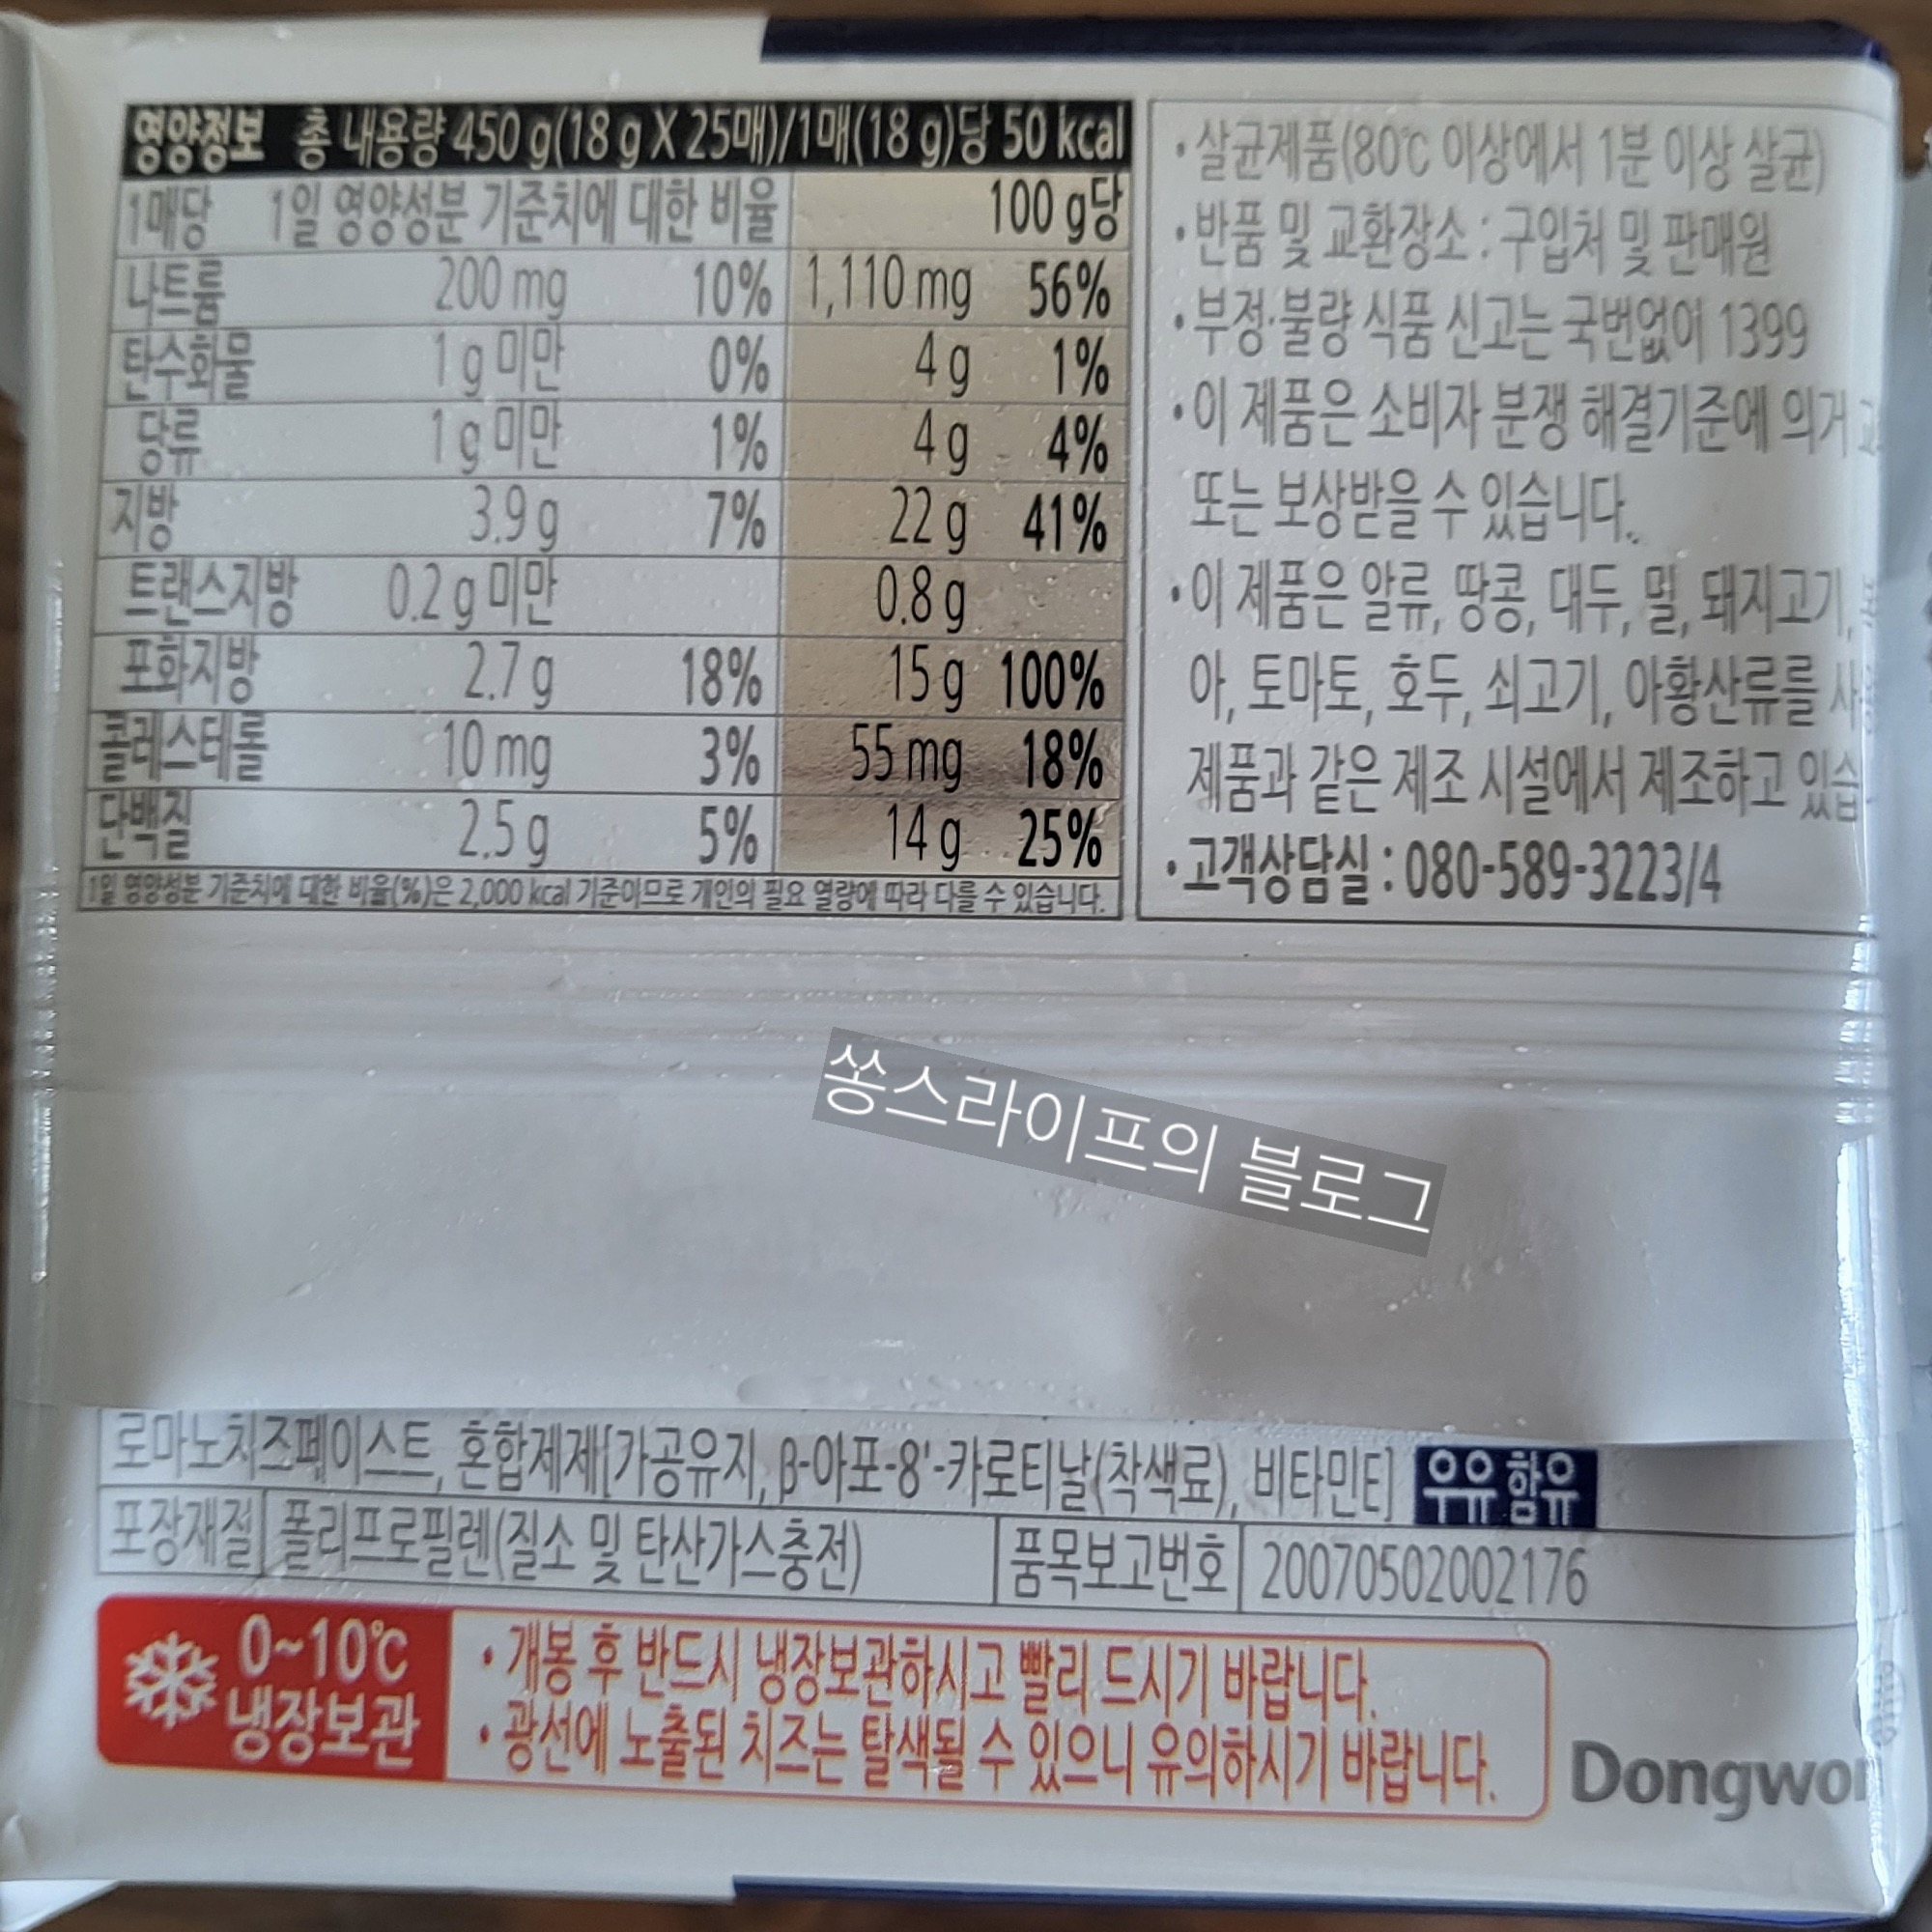 영양정보 총 내용량 450 g(18 g X 25매)/1매(18 g)당 50 kcal
1매당 1일 영양성분 기준치에 대한 비율 100 g당
나트륨 200 mg 10% 1,110 mg 56%
탄수화물 1 g 미만 0% 4 g 1%
당류 1 g 미만 1% 4 g 4%
지방 3.9 g 7% 22 g 41%
트랜스지방 0.2 g 미만 0.8 g
포화지방 2.7 g 18% 15 g 100%
콜레스테롤 10 mg 3% 55 mg 18%
단백질 2.5 g 5% 14 g 25%
1일 영양성분 기준치에 대한 비율(%)은 2,000 kcal 기준이므로 개인의 필요 열량에 따라 다를 수 있습니다.
•살균제품(80℃ 이상에서 1분 이상 살균)
•반품 및 교환장소 : 구입처 및 판매원
•부정·불량 식품 신고는 국번없이 1399
•이 제품은 소비자 분쟁 해결기준에 의거
또는 보상받을 수 있습니다.
•이 제품은 알류, 땅콩, 대두, 밀, 돼지고기,
아, 토마토, 호두, 쇠고기, 아황산류를
제품과 같은 제조 시설에서 제조하고 있습
•고객상담실 : 080-589-3223/4
쏭스라이프의 블로그
로마노치즈페이스트, 혼합제제[가공유지, β-아포-8'-카로티날(착색료), 비타민E] 우유 함유
포장재질 폴리프로필렌(질소 및 탄산가스충전) 품목보고번호 20070502002176
0~10℃
냉장보관
•개봉 후 반드시 냉장보관하시고 빨리 드시기 바랍니다.
•광선에 노출된 치즈는 탈색될 수 있으니 유의하시기 바랍니다.
Dongwon